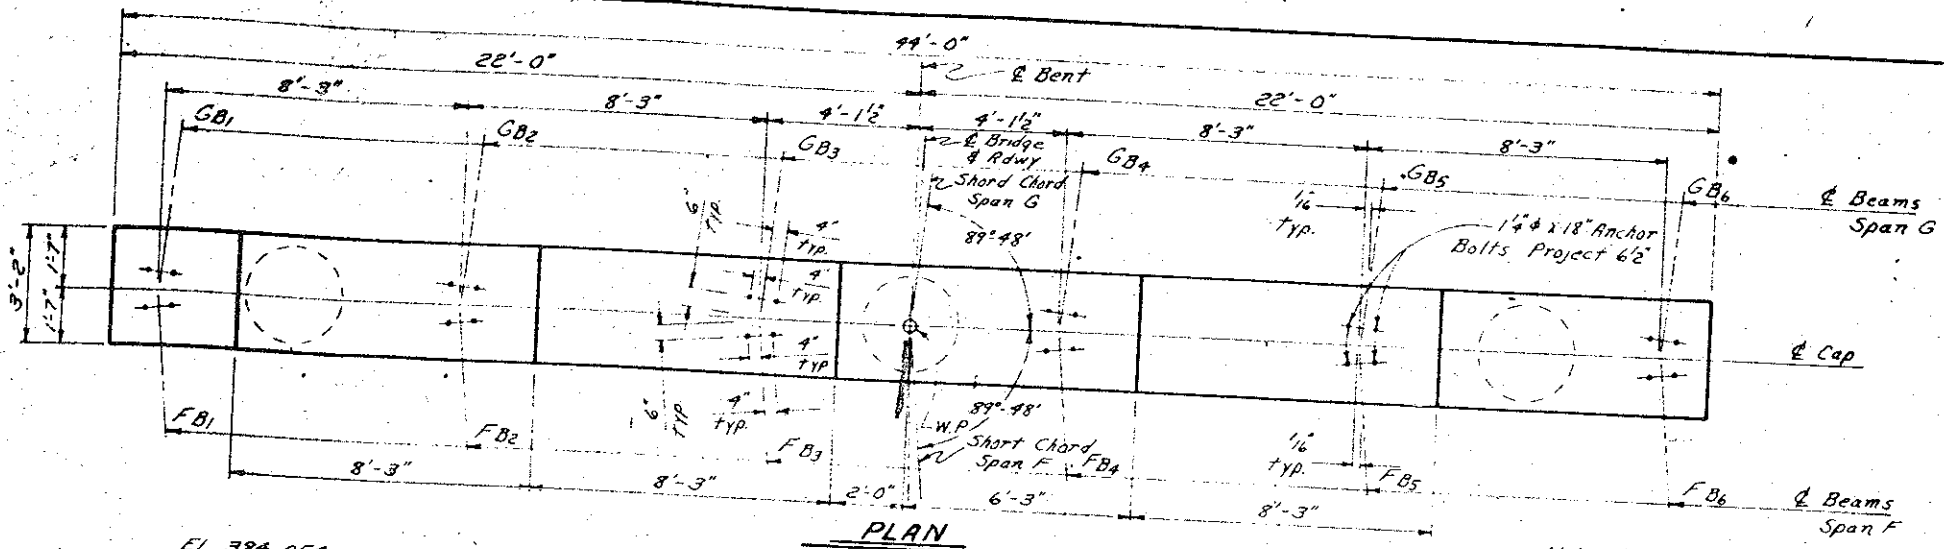 44'-0"
22'-0"
₵ Bent
22'-0"
8'-3"
8'-3"
4'-1½"
4'-1½"
8'-3"
8'-3"
GB1
GB2
GB3
₵ Bridge
₵ Rdwy
GB4
GB5
GB6
₵ Beams
Span G
Shord Chord
Span G
6"
TYP.
4"
TYP.
1/16
TYP.
89°-48'
1¼"ϕ x 18" Anchor
Bolts Project 6½"
3'-2"
1'-7"
1'-7"
4"
TYP.
4"
TYP
₵ Cap
6"
TYP.
4"
TYP.
89°-48'
W.P
Short Chord
Span F
1/16
TYP.
FB1
FB2
FB3
FB4
FB5
FB6
₵ Beams
Span F
8'-3"
8'-3"
2'-0"
6'-3"
8'-3"
PLAN